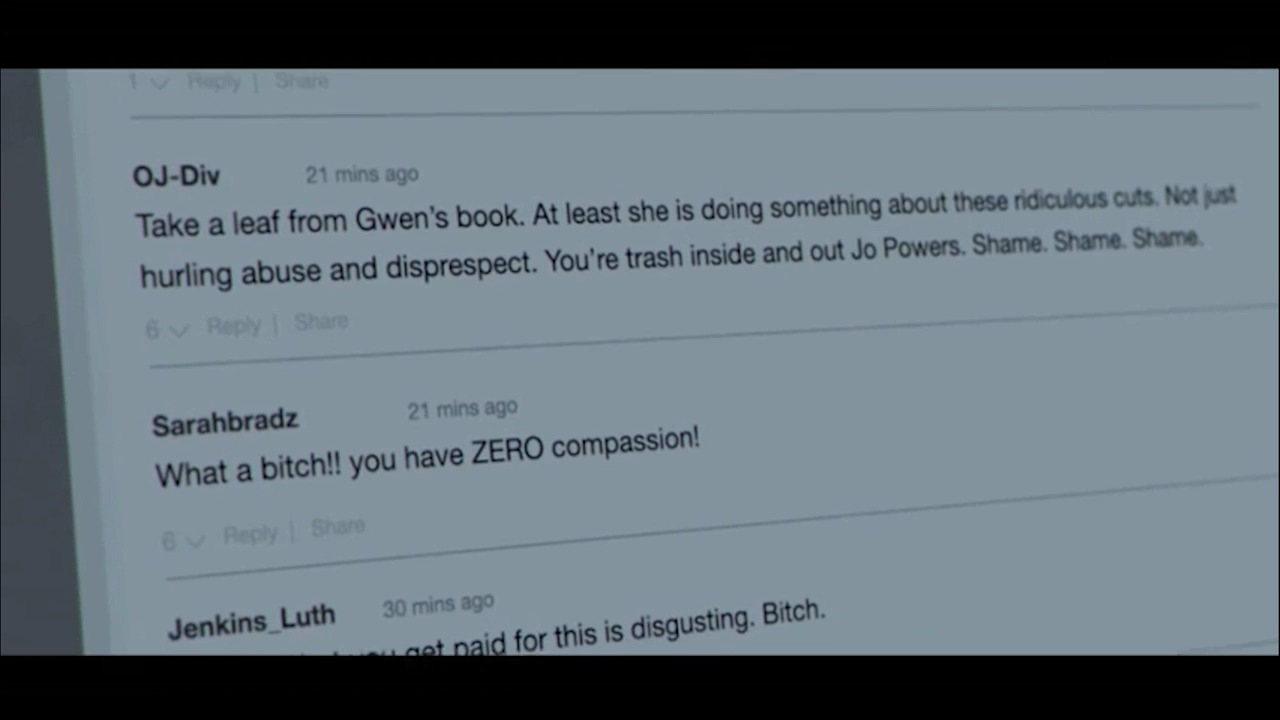 1 Reply | Share
OJ-Div 21 mins ago
Take a leaf from Gwen's book. At least she is doing something about these ridiculous cuts. Not just
hurling abuse and disprespect. You're trash inside and out Jo Powers. Shame. Shame. Shame.
6 Reply | Share
Sarahbradz 21 mins ago
What a bitch!! you have ZERO compassion!
6 Reply | Share
Jenkins_Luth 30 mins ago
you get paid for this is disgusting. Bitch.